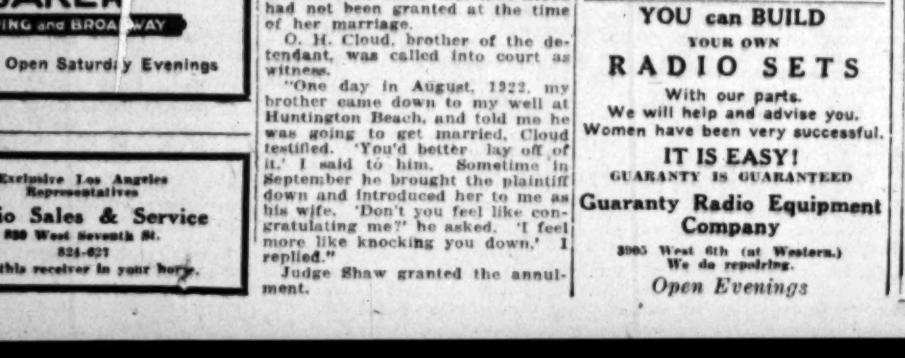 ING and BROADWAY
Open Saturday Evenings
Exclusive Los Angeles
Representatives
io Sales & Service
West Seventh St.
this receiver in your home.
had not been granted at the time
of her marriage.
O. H. Cloud, brother of the de-
fendant, was called into court as
witness.
"One day in August, 1922, my
brother came down to my well at
Huntington Beach, and told me he
was going to get married, Cloud
testified. 'You'd better lay off of
it.' I said to him. Sometime in
September he brought the plaintiff
down and introduced her to me as
his wife. 'Don't you feel like con-
gratulating me?' he asked. 'I feel
more like knocking you down,' I
replied."
Judge Shaw granted the annul-
ment.
YOU can BUILD
YOUR OWN
RADIO SETS
With our parts.
We will help and advise you.
Women have been very successful.
IT IS EASY!
GUARANTY IS GUARANTEED
Guaranty Radio Equipment
Company
3905 West 6th (at Western.)
We do repairing.
Open Evenings